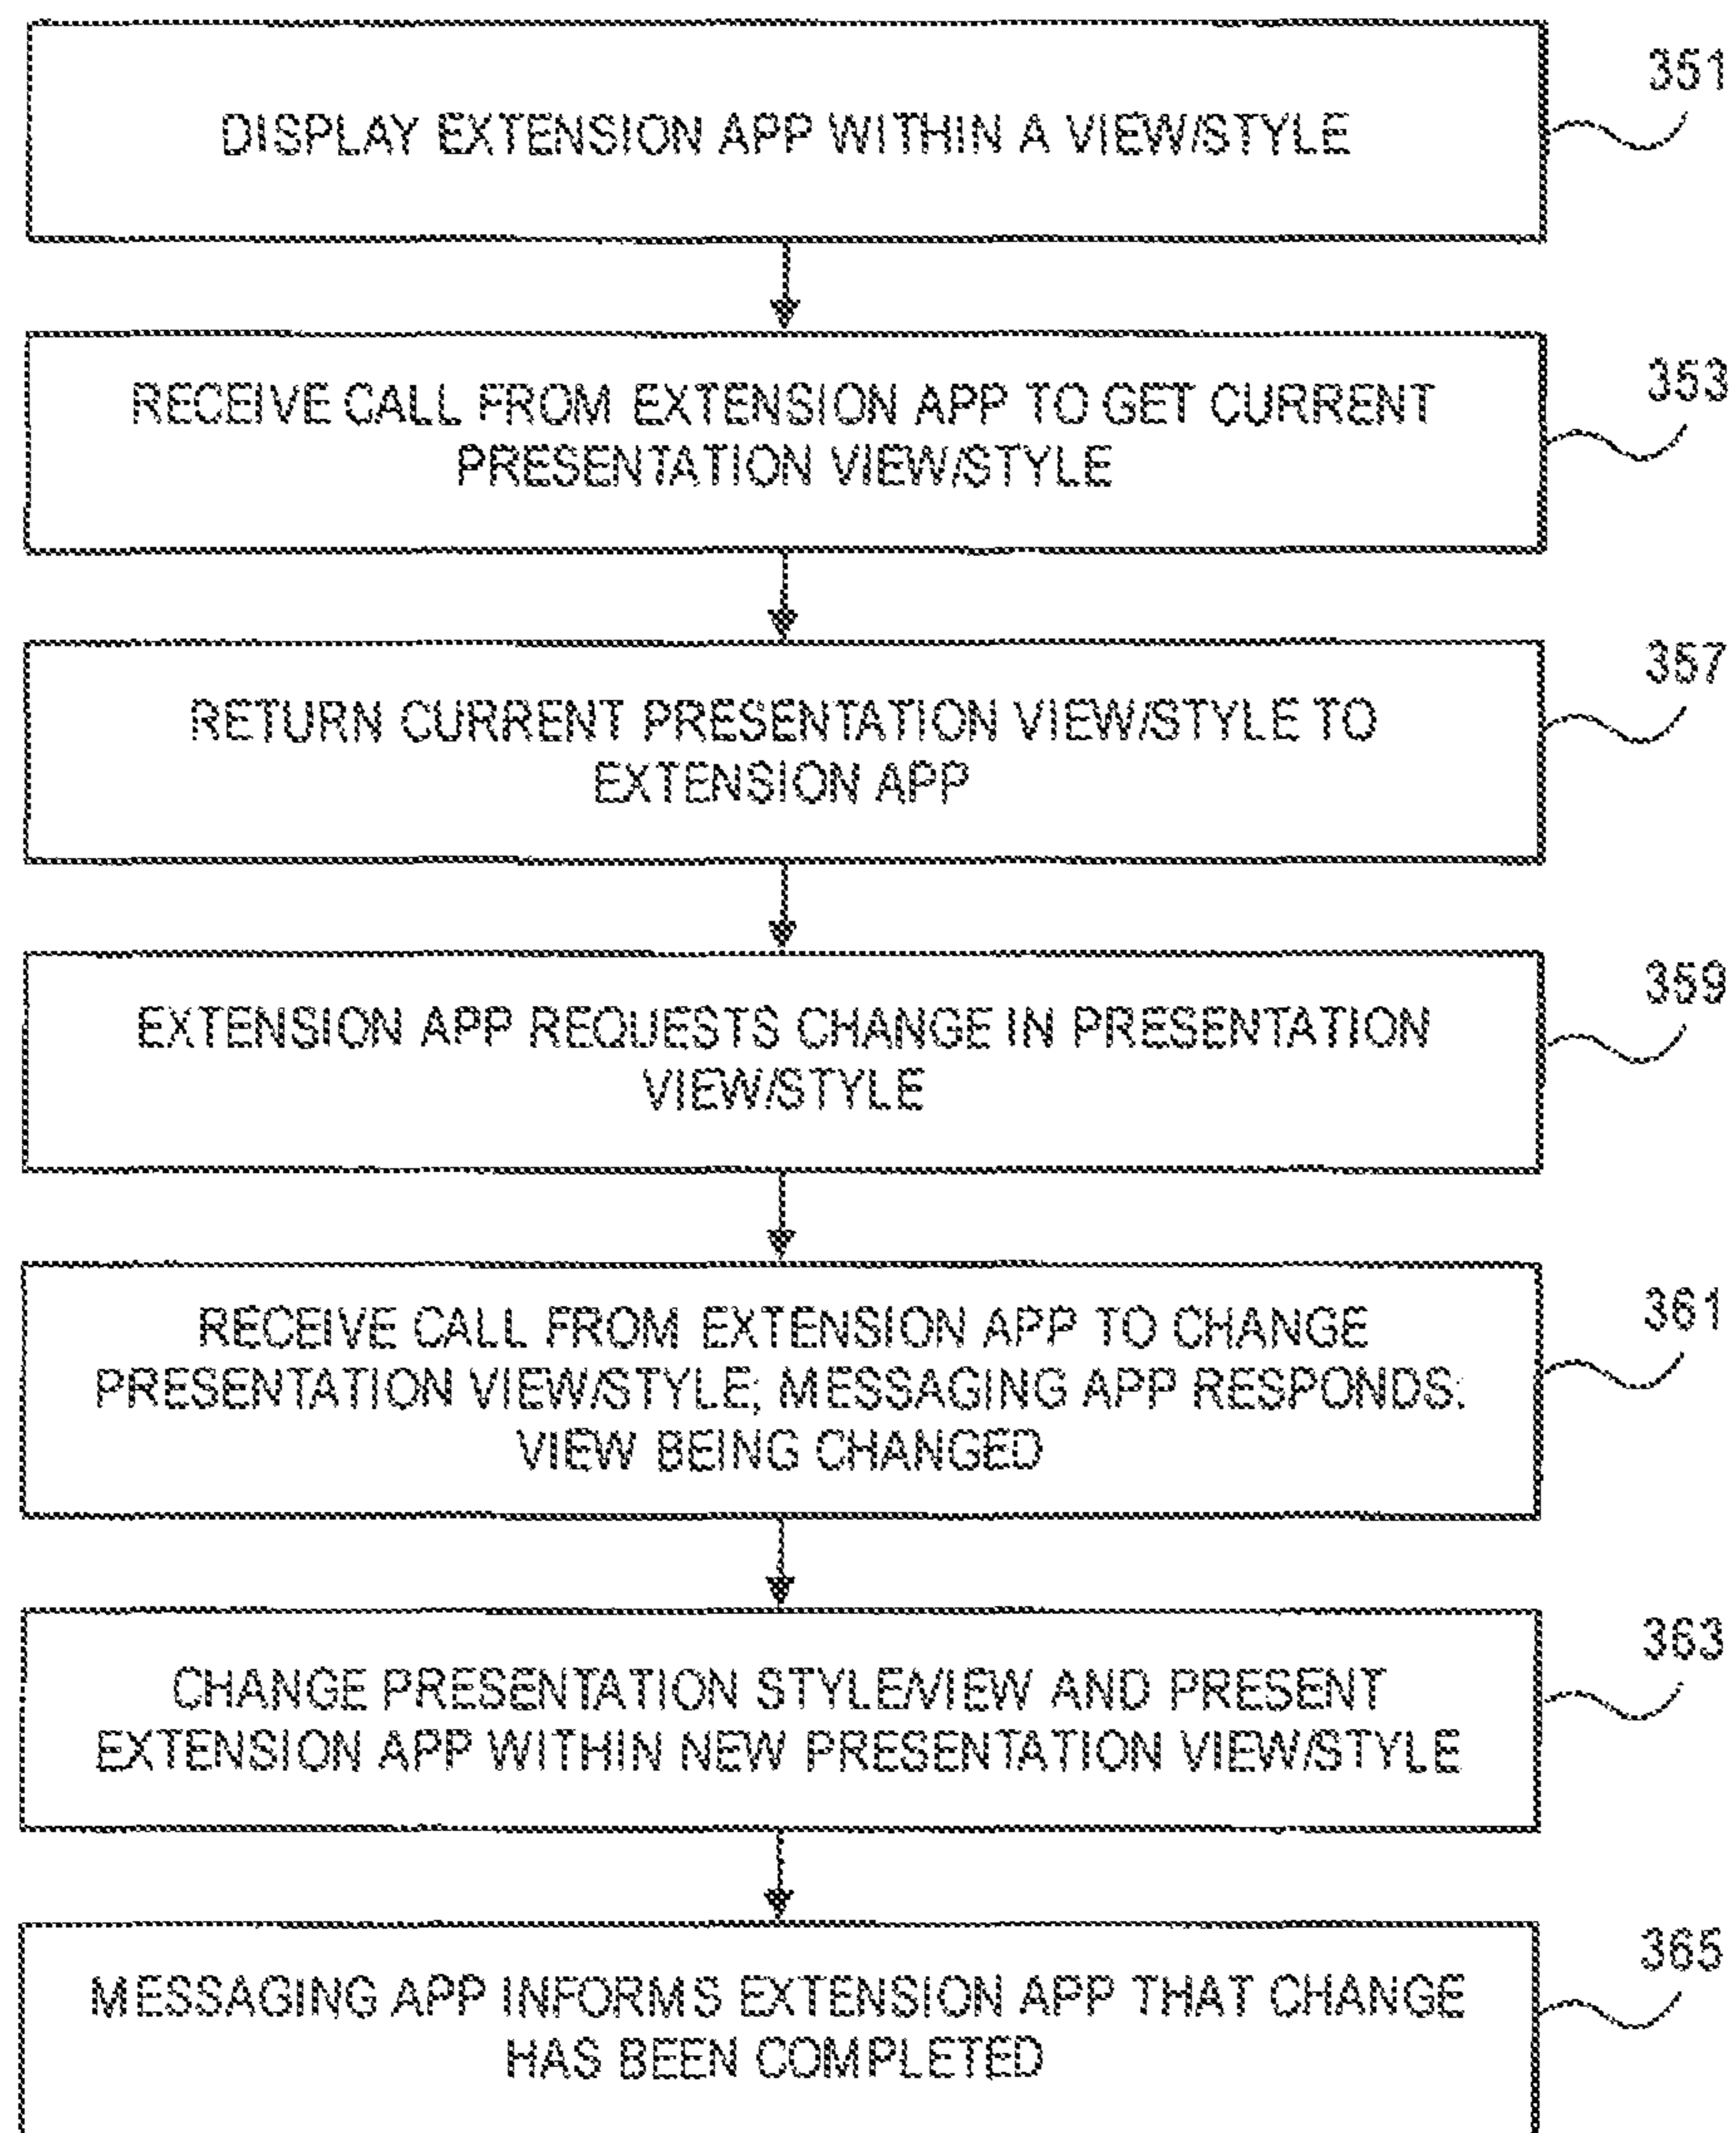 351
DISPLAY EXTENSION APP WITHIN A VIEW/STYLE
353
RECEIVE CALL FROM EXTENSION APP TO GET CURRENT
PRESENTATION VIEW/STYLE
357
RETURN CURRENT PRESENTATION VIEW/STYLE TO
EXTENSION APP
359
EXTENSION APP REQUESTS CHANGE IN PRESENTATION
VIEW/STYLE
361
RECEIVE CALL FROM EXTENSION APP TO CHANGE
PRESENTATION VIEW/STYLE; MESSAGING APP RESPONDS:
VIEW BEING CHANGED
363
CHANGE PRESENTATION STYLE/VIEW AND PRESENT
EXTENSION APP WITHIN NEW PRESENTATION VIEW/STYLE
365
MESSAGING APP INFORMS EXTENSION APP THAT CHANGE
HAS BEEN COMPLETED